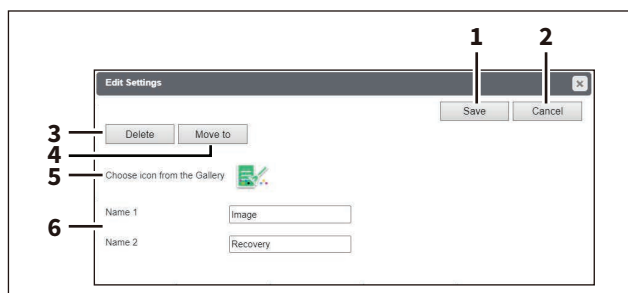 1 2
Edit Settings
Save Cancel
3 Delete Move to
4
5 Choose icon from the Gallery
Name 1 Image
6
Name 2 Recovery